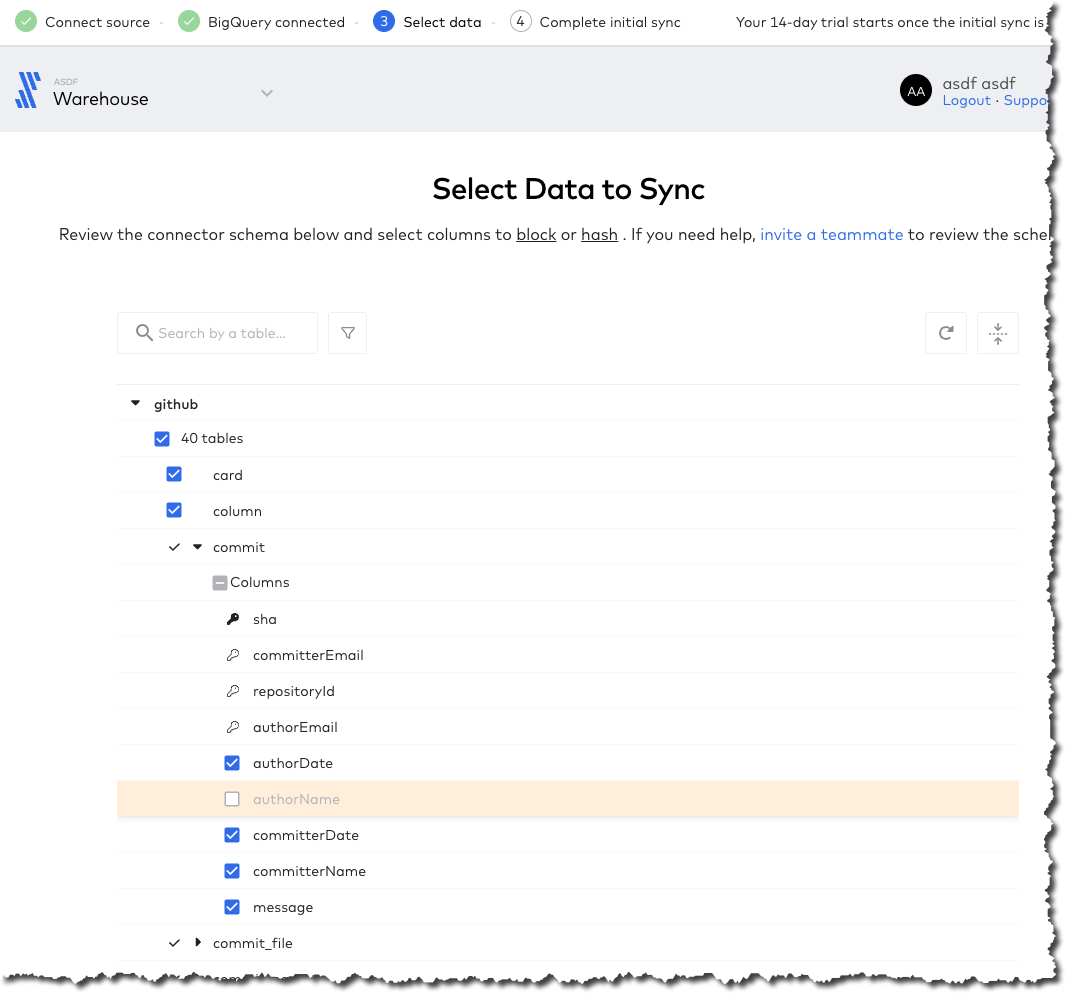 Connect source · BigQuery connected · 3 Select data · 4 Complete initial sync Your 14-day trial starts once the initial sync is
ASDF
Warehouse
AA asdf asdf
Logout · Suppo
Select Data to Sync
Review the connector schema below and select columns to block or hash . If you need help, invite a teammate to review the sche
Search by a table...
github
40 tables
card
column
commit
Columns
sha
committerEmail
repositoryId
authorEmail
authorDate
authorName
committerDate
committerName
message
commit_file